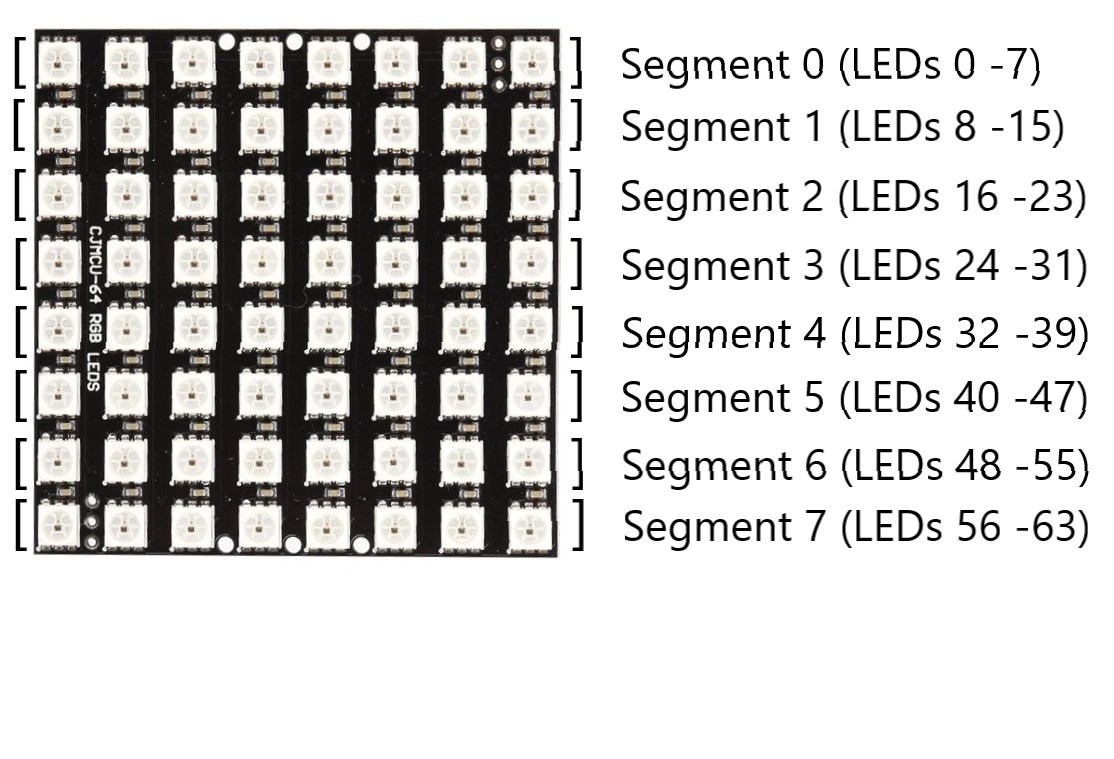 [ ] Segment 0 (LEDs 0 -7)
[ ] Segment 1 (LEDs 8 -15)
[ ] Segment 2 (LEDs 16 -23)
[ ] Segment 3 (LEDs 24 -31)
[ ] Segment 4 (LEDs 32 -39)
[ ] Segment 5 (LEDs 40 -47)
[ ] Segment 6 (LEDs 48 -55)
[ ] Segment 7 (LEDs 56 -63)
CJMCU-64 RGB LEDS